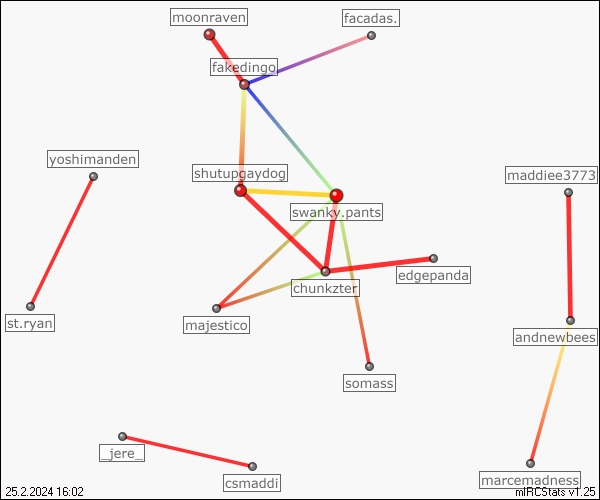 moonraven
facadas.
fakedingo
yoshimanden
shutupgaydog
maddiee3773
swanky.pants
edgepanda
chunkzter
st.ryan
majestico
andnewbees
somass
_jere_
csmaddi
marcemadness
25.2.2024 16:02
mIRCStats v1.25